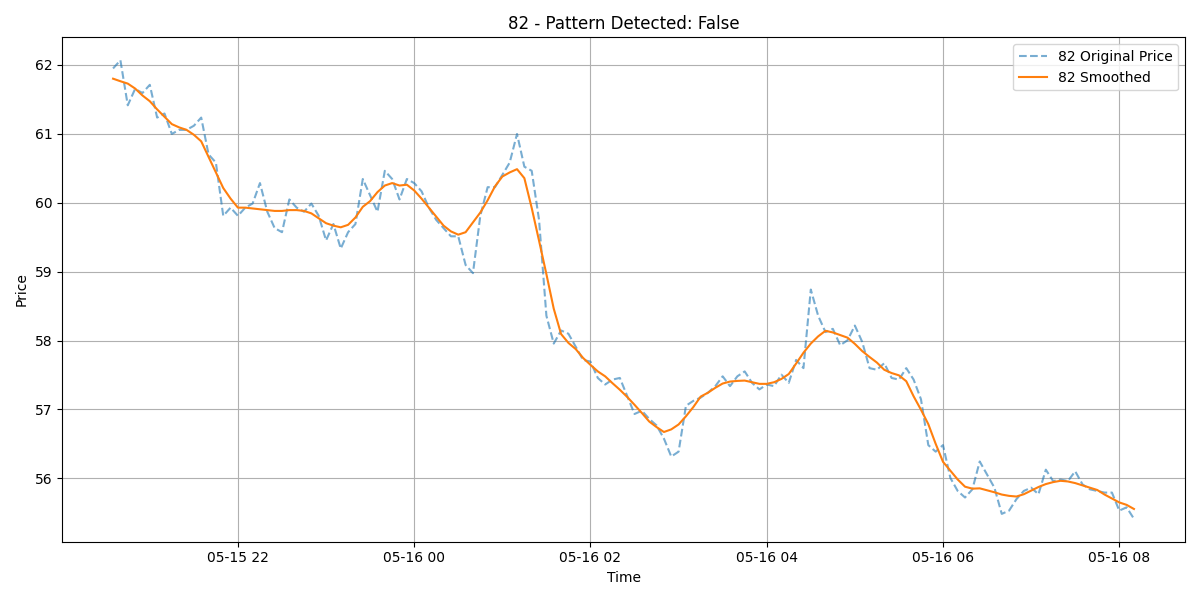 82 - Pattern Detected: False
82 Original Price
82 Smoothed
Price
62
61
60
59
58
57
56
05-15 22
05-16 00
05-16 02
05-16 04
05-16 06
05-16 08
Time